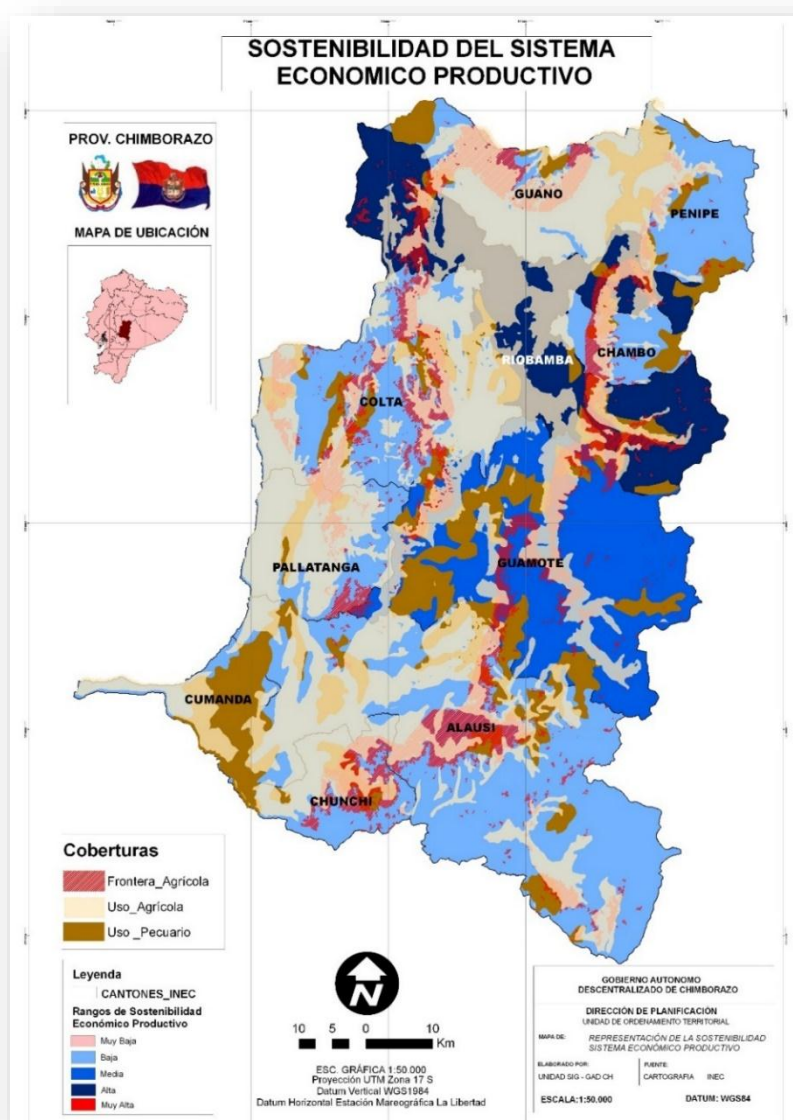 SOSTENIBILIDAD DEL SISTEMA
ECONOMICO PRODUCTIVO
PROV. CHIMBORAZO
MAPA DE UBICACIÓN
GUANO
PENIPE
RIOBAMBA
CHAMBO
COLTA
PALLATANGA
GUAMOTE
CUMANDA
ALAUSI
CHUNCHI
Coberturas
Frontera_Agrícola
Uso_Agrícola
Uso _Pecuario
Leyenda
CANTONES_INEC
Rangos de Sostenibilidad
Económico Productivo
Muy Baja
Baja
Media
Alta
Muy Alta
N
10 5 0 10
Km
ESC. GRÁFICA 1:50.000
Proyección UTM Zona 17 S
Datum Vertical WGS1984
Datum Horizontal Estación Mareográfica La Libertad
GOBIERNO AUTONOMO
DESCENTRALIZADO DE CHIMBORAZO
DIRECCIÓN DE PLANIFICACIÓN
UNIDAD DE ORDENAMIENTO TERRITORIAL
MAPA DE: REPRESENTACIÓN DE LA SOSTENIBILIDAD
SISTEMA ECONÓMICO PRODUCTIVO
ELABORADO POR: FUENTE:
UNIDAD SIG - GAD CH CARTOGRAFIA INEC
ESCALA:1:50.000 DATUM: WGS84